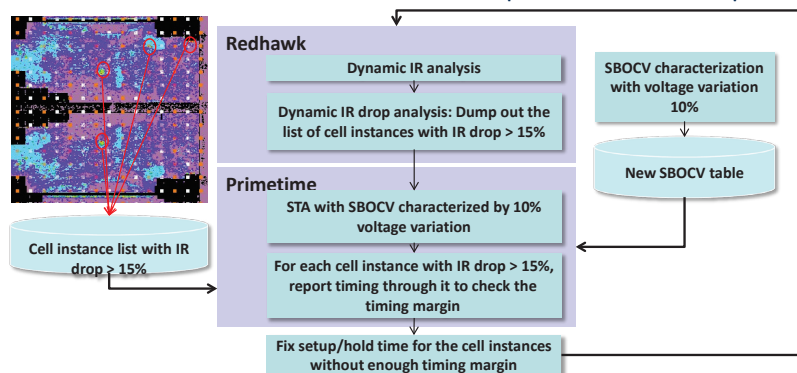 Redhawk
Dynamic IR analysis
Dynamic IR drop analysis: Dump out the
list of cell instances with IR drop > 15%
SBOCV characterization
with voltage variation
10%
New SBOCV table
Primetime
STA with SBOCV characterized by 10%
voltage variation
For each cell instance with IR drop > 15%,
report timing through it to check the
timing margin
Cell instance list with IR
drop > 15%
Fix setup/hold time for the cell instances
without enough timing margin